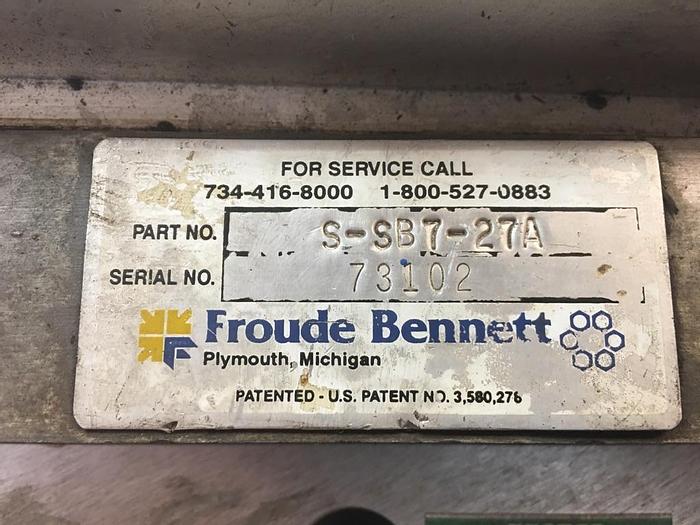 FOR SERVICE CALL
734-416-8000 1-800-527-0883
PART NO. S-SB7-27A
SERIAL NO. 73102
Froude Bennett
Plymouth, Michigan
PATENTED - U.S. PATENT NO. 3,580,276